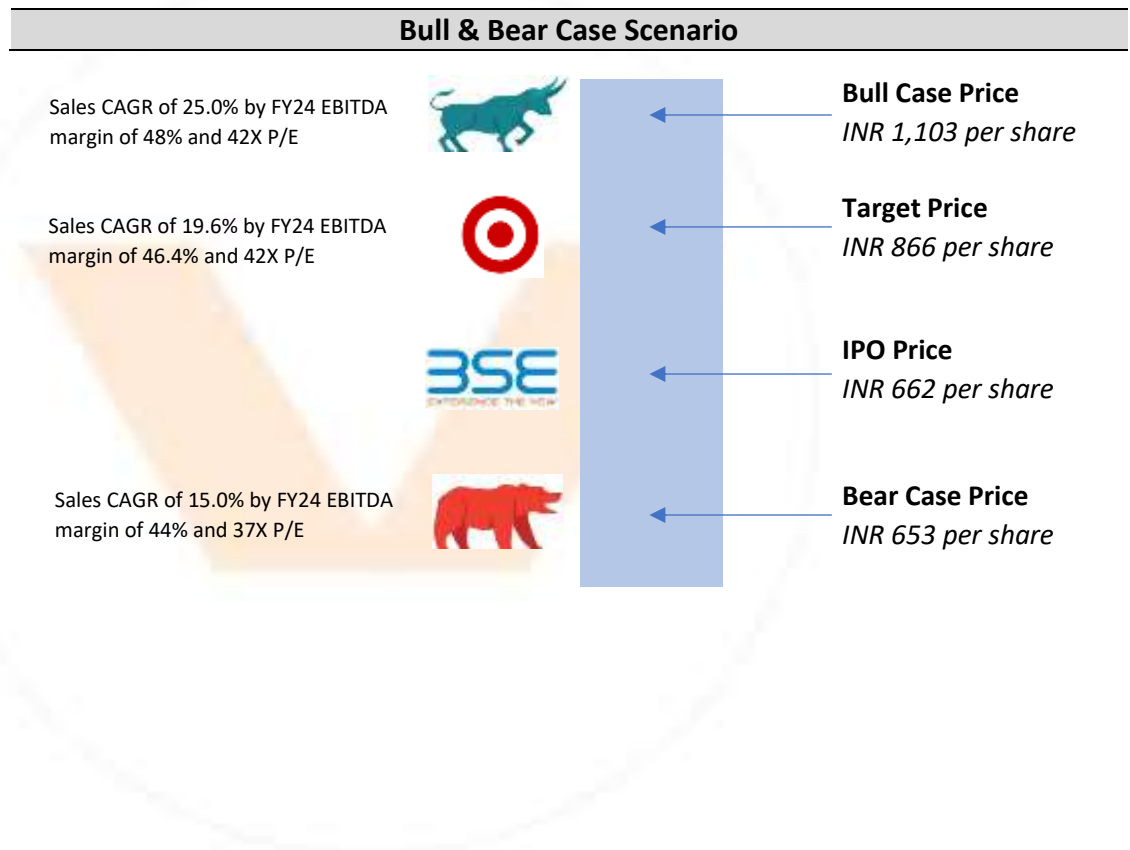 Bull & Bear Case Scenario
Sales CAGR of 25.0% by FY24 EBITDA
margin of 48% and 42X P/E
Bull Case Price
INR 1,103 per share
Sales CAGR of 19.6% by FY24 EBITDA
margin of 46.4% and 42X P/E
Target Price
INR 866 per share
BSE
EXPERIENCE THE NEW
IPO Price
INR 662 per share
Sales CAGR of 15.0% by FY24 EBITDA
margin of 44% and 37X P/E
Bear Case Price
INR 653 per share